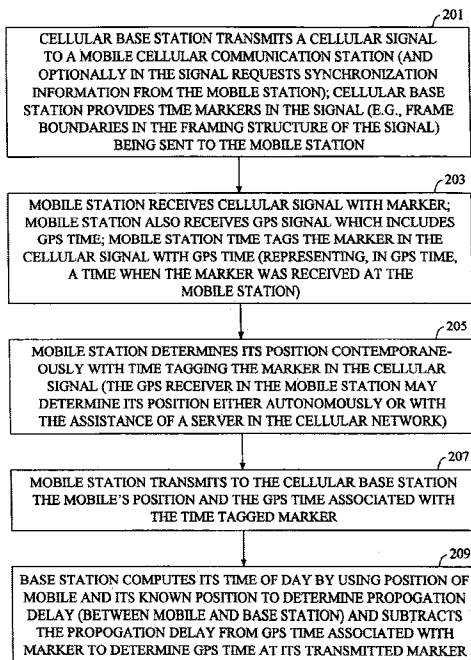 201
CELLULAR BASE STATION TRANSMITS A CELLULAR SIGNAL
TO A MOBILE CELLULAR COMMUNICATION STATION (AND
OPTIONALLY IN THE SIGNAL REQUESTS SYNCHRONIZATION
INFORMATION FROM THE MOBILE STATION); CELLULAR BASE
STATION PROVIDES TIME MARKERS IN THE SIGNAL (E.G., FRAME
BOUNDARIES IN THE FRAMING STRUCTURE OF THE SIGNAL)
BEING SENT TO THE MOBILE STATION
203
MOBILE STATION RECEIVES CELLULAR SIGNAL WITH MARKER;
MOBILE STATION ALSO RECEIVES GPS SIGNAL WHICH INCLUDES
GPS TIME; MOBILE STATION TIME TAGS THE MARKER IN THE
CELLULAR SIGNAL WITH GPS TIME (REPRESENTING, IN GPS TIME,
A TIME WHEN THE MARKER WAS RECEIVED AT THE
MOBILE STATION)
205
MOBILE STATION DETERMINES ITS POSITION CONTEMPORANE-
OUSLY WITH TIME TAGGING THE MARKER IN THE CELLULAR
SIGNAL (THE GPS RECEIVER IN THE MOBILE STATION MAY
DETERMINE ITS POSITION EITHER AUTONOMOUSLY OR WITH
THE ASSISTANCE OF A SERVER IN THE CELLULAR NETWORK)
207
MOBILE STATION TRANSMITS TO THE CELLULAR BASE STATION
THE MOBILE'S POSITION AND THE GPS TIME ASSOCIATED WITH
THE TIME TAGGED MARKER
209
BASE STATION COMPUTES ITS TIME OF DAY BY USING POSITION OF
MOBILE AND ITS KNOWN POSITION TO DETERMINE PROPOGATION
DELAY (BETWEEN MOBILE AND BASE STATION) AND SUBTRACTS
THE PROPOGATION DELAY FROM GPS TIME ASSOCIATED WITH
MARKER TO DETERMINE GPS TIME AT ITS TRANSMITTED MARKER